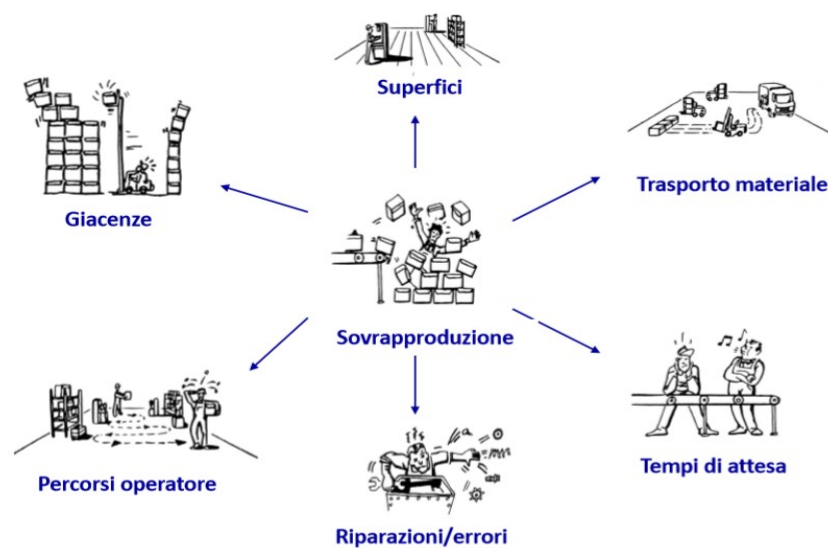 Superfici
Giacenze
Trasporto materiale
Sovrapproduzione
Percorsi operatore
Tempi di attesa
Riparazioni/errori